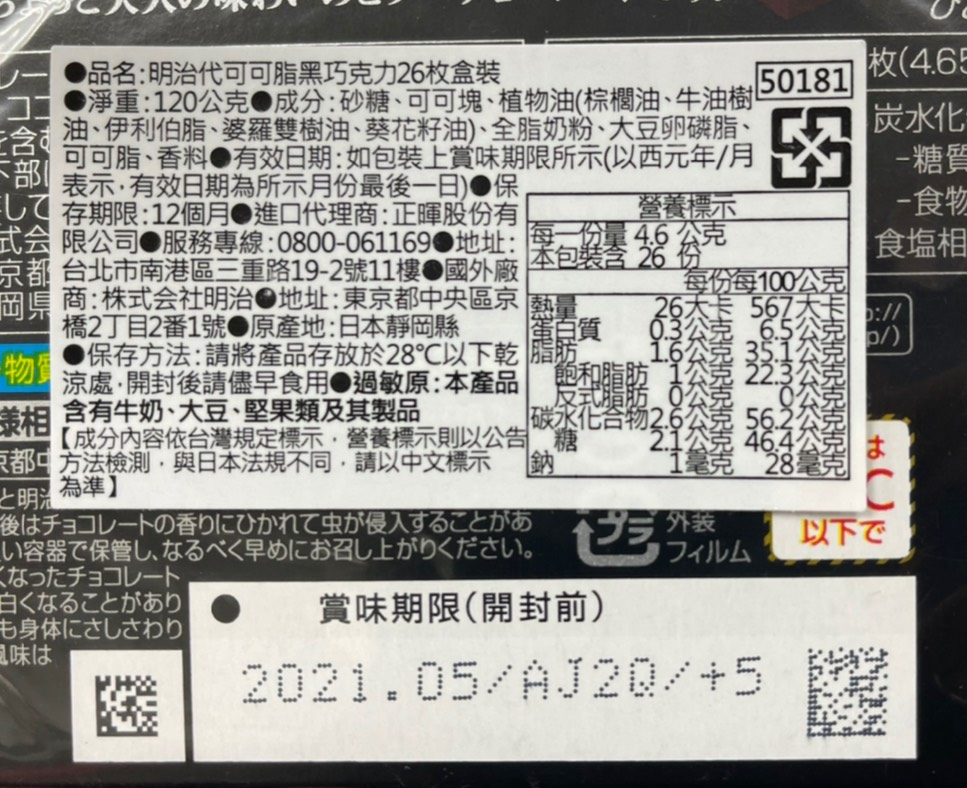 枚(4.65
●品名:明治代可可脂黑巧克力26枚盒裝
50181
●淨重:120公克●成分:砂糖、可可塊、植物油(棕櫚油、牛油樹
油、伊利伯脂、婆羅雙樹油、葵花籽油)、全脂奶粉、大豆卵磷脂、
可可脂、香料●有效日期:如包裝上賞味期限所示(以西元年/月
表示,有效日期為所示月份最後一日)●保
存期限:12個月●進口代理商:正暉股份有
限公司●服務專線:0800-061169●地址:
台北市南港區三重路19-2號11樓●國外廠
商:株式会社明治●地址:東京都中央區京
橋2丁目2番1號●原產地:日本靜岡縣
●保存方法:請將產品存放於28℃以下乾
涼處,開封後請儘早食用●過敏原:本產品
含有牛奶、大豆、堅果類及其製品
【成分內容依台灣規定標示,營養標示則以公告
方法檢測,與日本法規不同,請以中文標示
為準】
營養標示
每一份量 4.6 公克
本包裝含 26 份
每份 每100公克
熱量 26大卡 567大卡
蛋白質 0.3公克 6.5公克
脂肪 1.6公克 35.1公克
飽和脂肪 1公克 22.3公克
反式脂肪 0公克 0公克
碳水化合物 2.6公克 56.2公克
糖 2.1公克 46.4公克
鈉 1毫克 28毫克
炭水化
-糖質
-食物
食塩相
物質
様相
京都中
と明治
後はチョコレートの香りにひかれて虫が侵入することがあ
い容器で保管し、なるべく早めにお召し上がりください。
くなったチョコレート
白くなることがあり
も身体にさしさわり
風味は
プラ
外装
フィルム
は
C
以下で
● 賞味期限(開封前)
2021.05/AJ2Q/+5